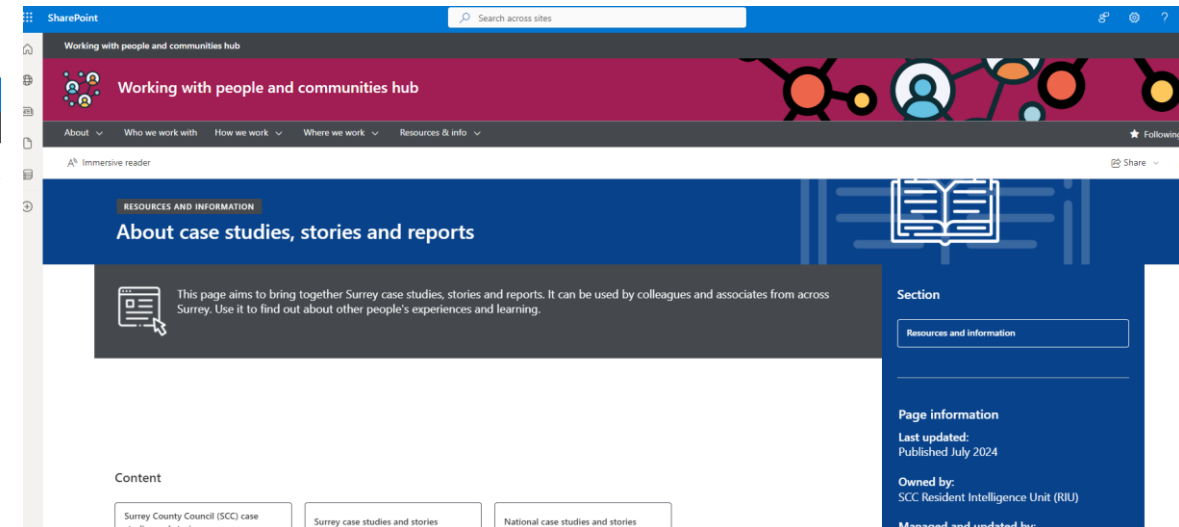 SharePoint
Search across sites
?
Working with people and communities hub
Working with people and communities hub
About
Who we work with
How we work
Where we work
Resources & info
Following
Immersive reader
Share
RESOURCES AND INFORMATION
About case studies, stories and reports
This page aims to bring together Surrey case studies, stories and reports. It can be used by colleagues and associates from across
Surrey. Use it to find out about other people's experiences and learning.
Section
Resources and information
Page information
Last updated:
Published July 2024
Owned by:
SCC Resident Intelligence Unit (RIU)
Managed and updated by:
Content
Surrey County Council (SCC) case
Surrey case studies and stories
National case studies and stories